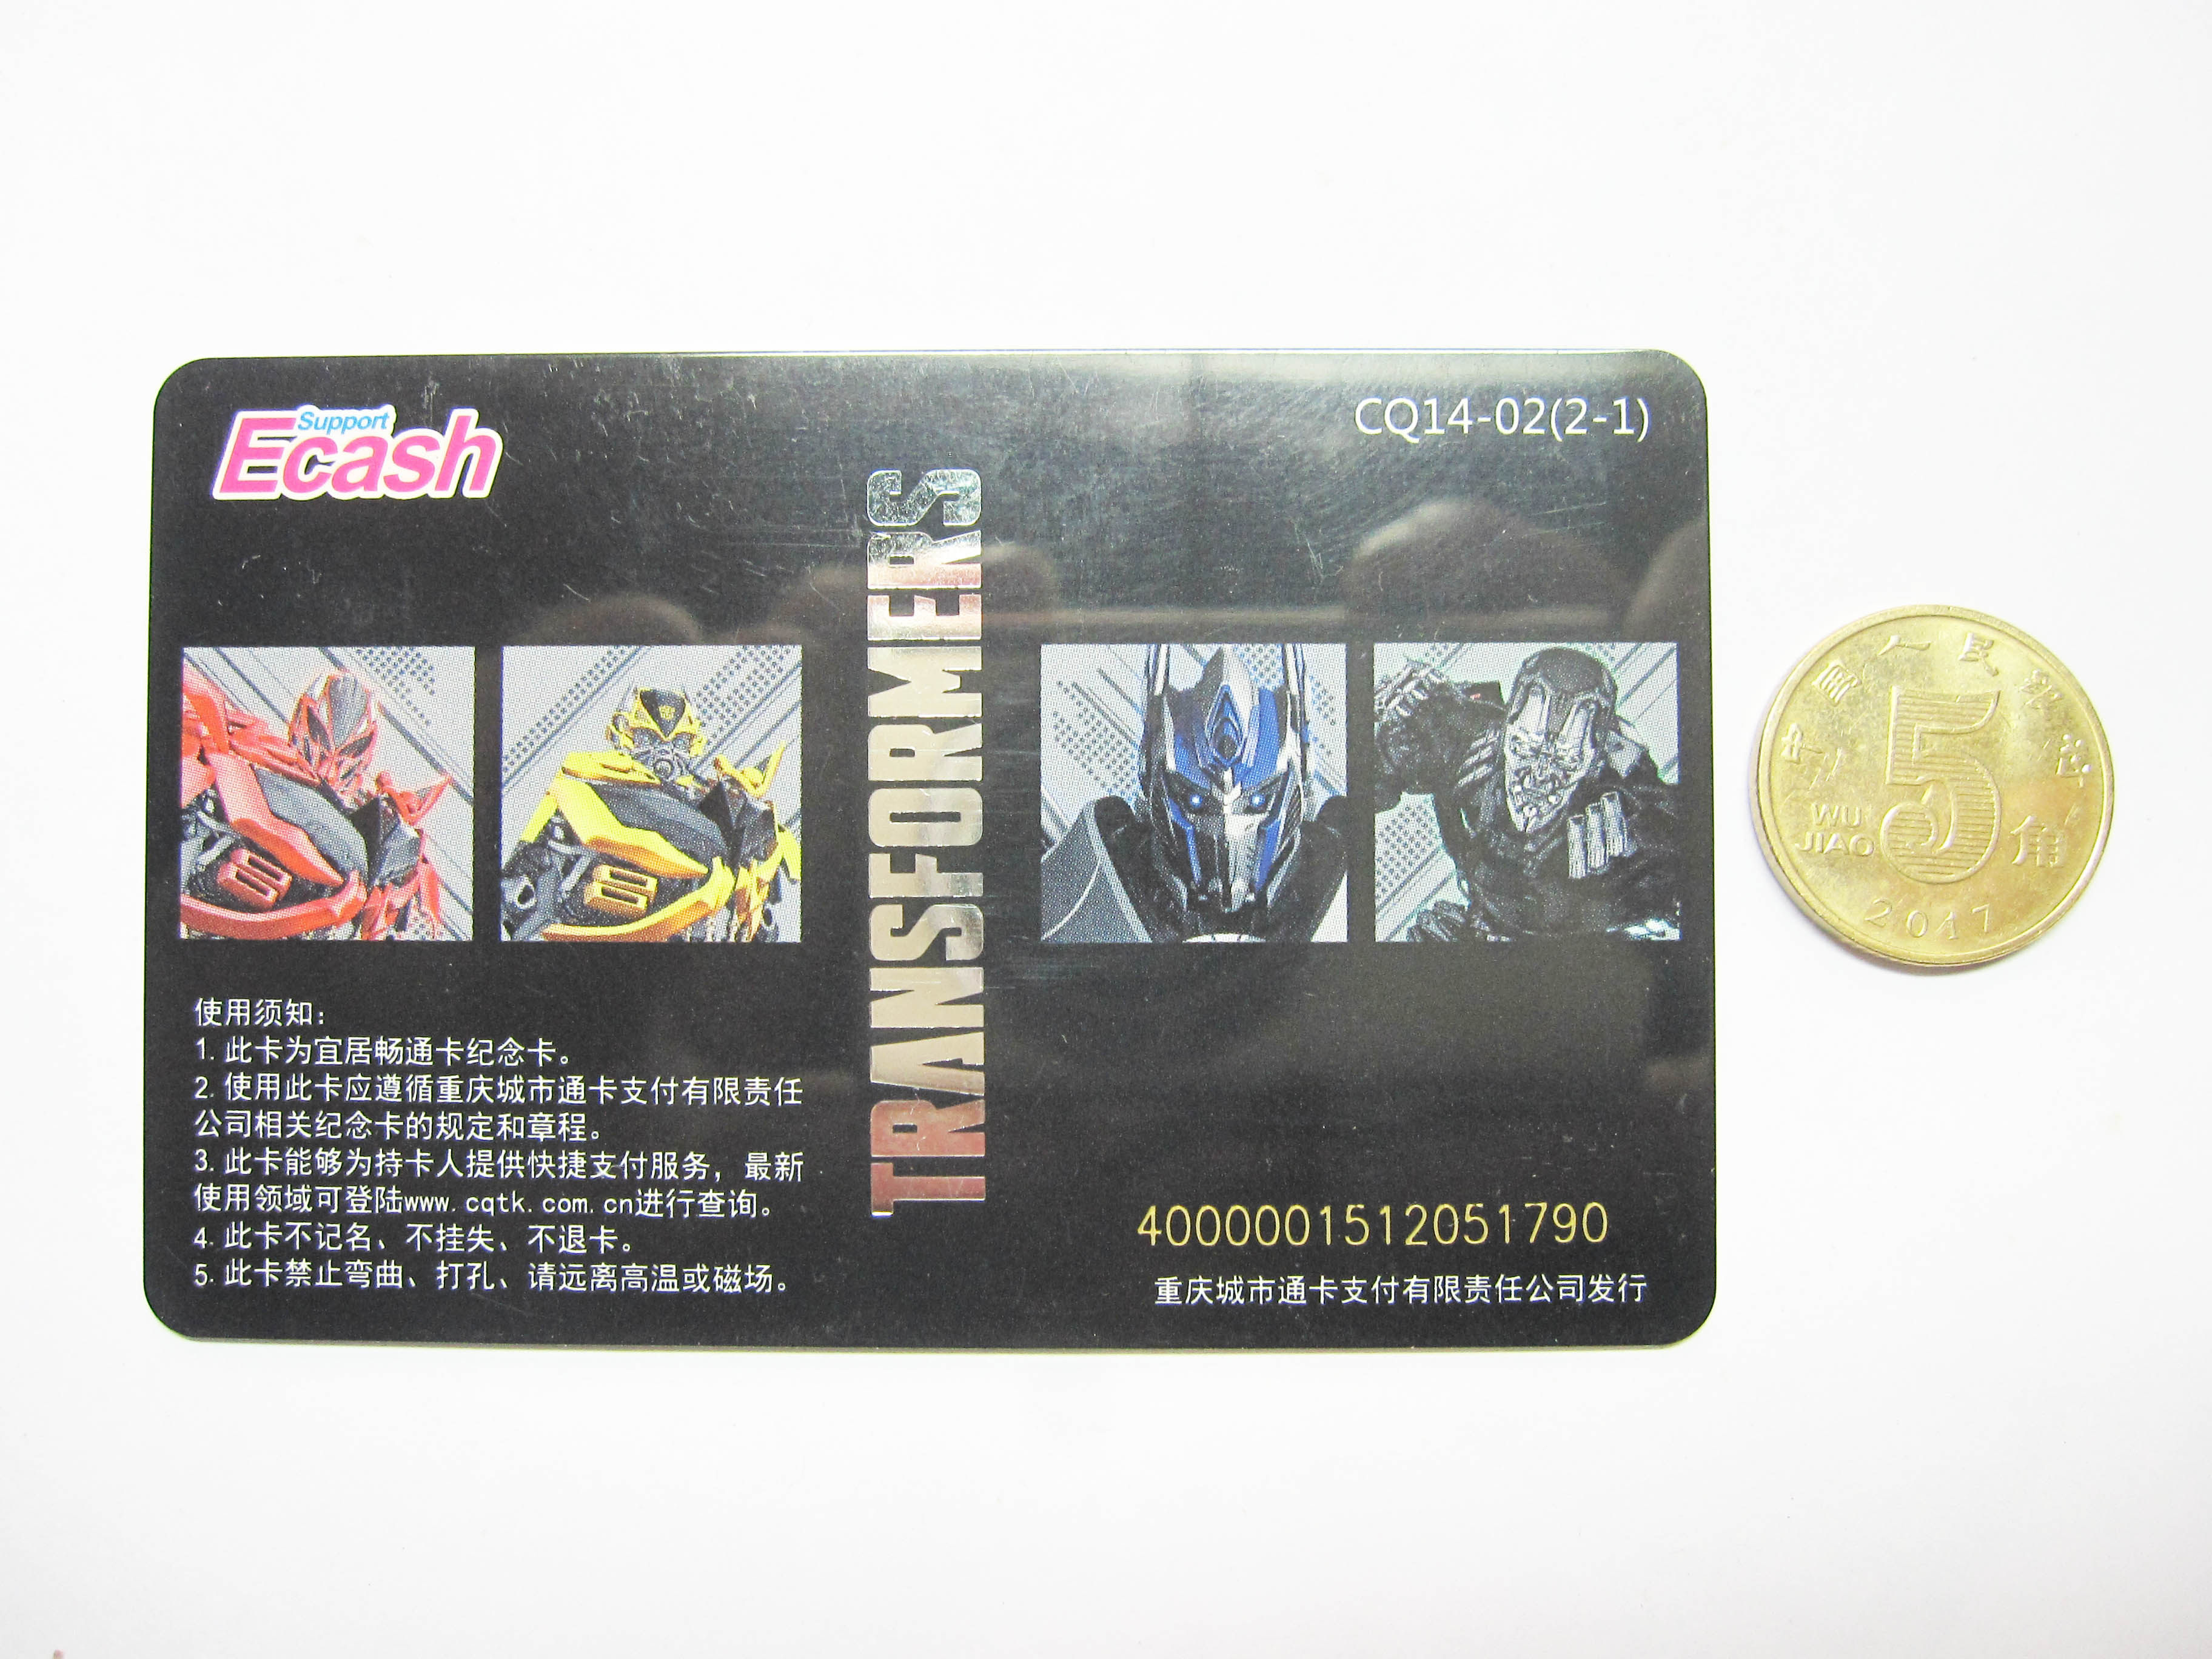 Support
Ecash
CQ14-02(2-1)
TRANSFORMERS
使用须知：
1. 此卡为宜居畅通卡纪念卡。
2. 使用此卡应遵循重庆城市通卡支付有限责任
公司相关纪念卡的规定和章程。
3. 此卡能够为持卡人提供快捷支付服务，最新
使用领域可登陆www.cqtk.com.cn进行查询。
4. 此卡不记名、不挂失、不退卡。
5. 此卡禁止弯曲、打孔、请远离高温或磁场。
4000001512051790
重庆城市通卡支付有限责任公司发行
中国人民银行
5
WU
JIAO
角
2017